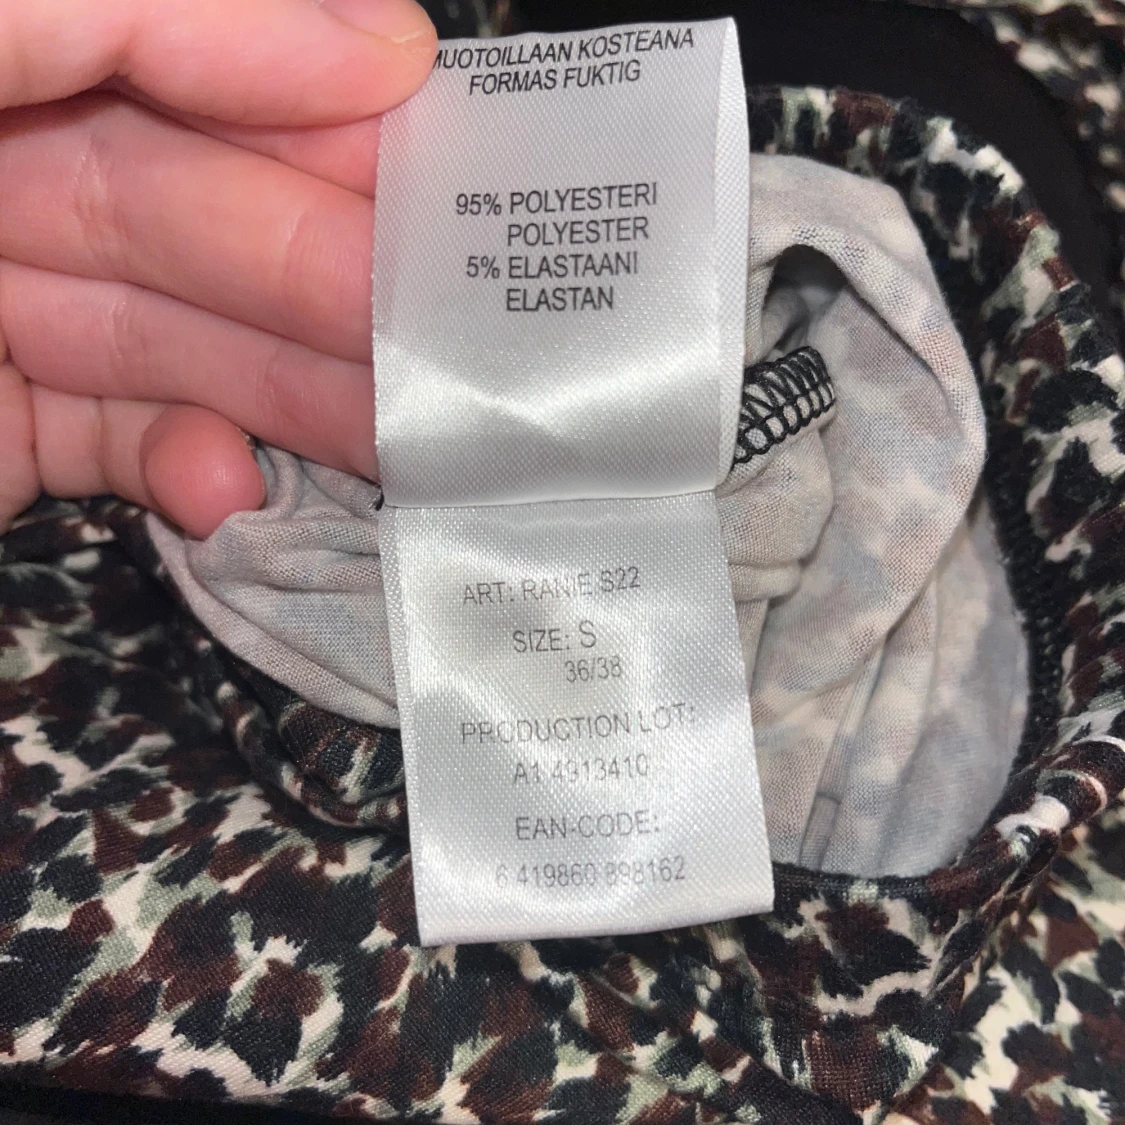 MUOTOILLAAN KOSTEANA
FORMAS FUKTIG
95% POLYESTERI
POLYESTER
5% ELASTAANI
ELASTAN
ART: RANIE S22
SIZE: S
36/38
PRODUCTION LOT:
A1 4913410
EAN-CODE:
6 419860 898162